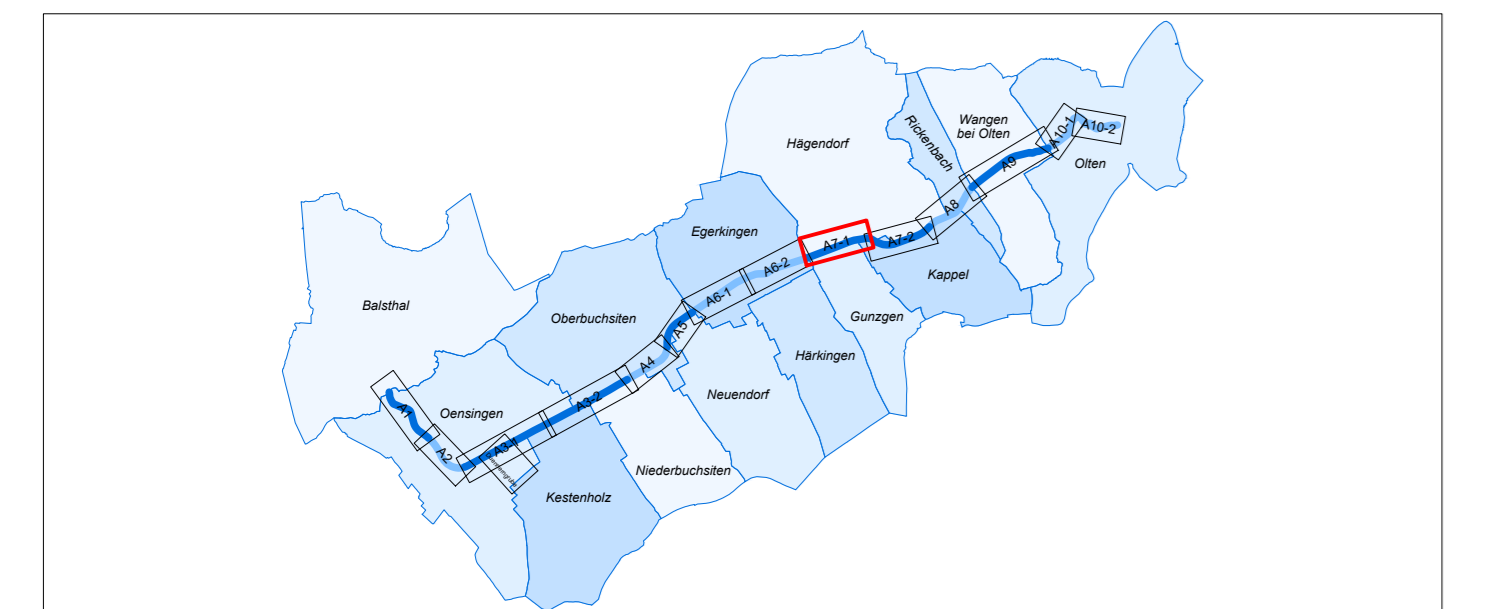 Hägendorf
Rickenbach
Wangen
bei Olten
A10-1
A10-2
Olten
A9
A8
Egerkingen
A7-1
A7-2
A6-2
Kappel
A6-1
Balsthal
Oberbuchsiten
Gunzgen
A5
Härkingen
A4
Neuendorf
A3-2
A1
Oensingen
A2
A3-1
Niederbuchsiten
Kestenholz